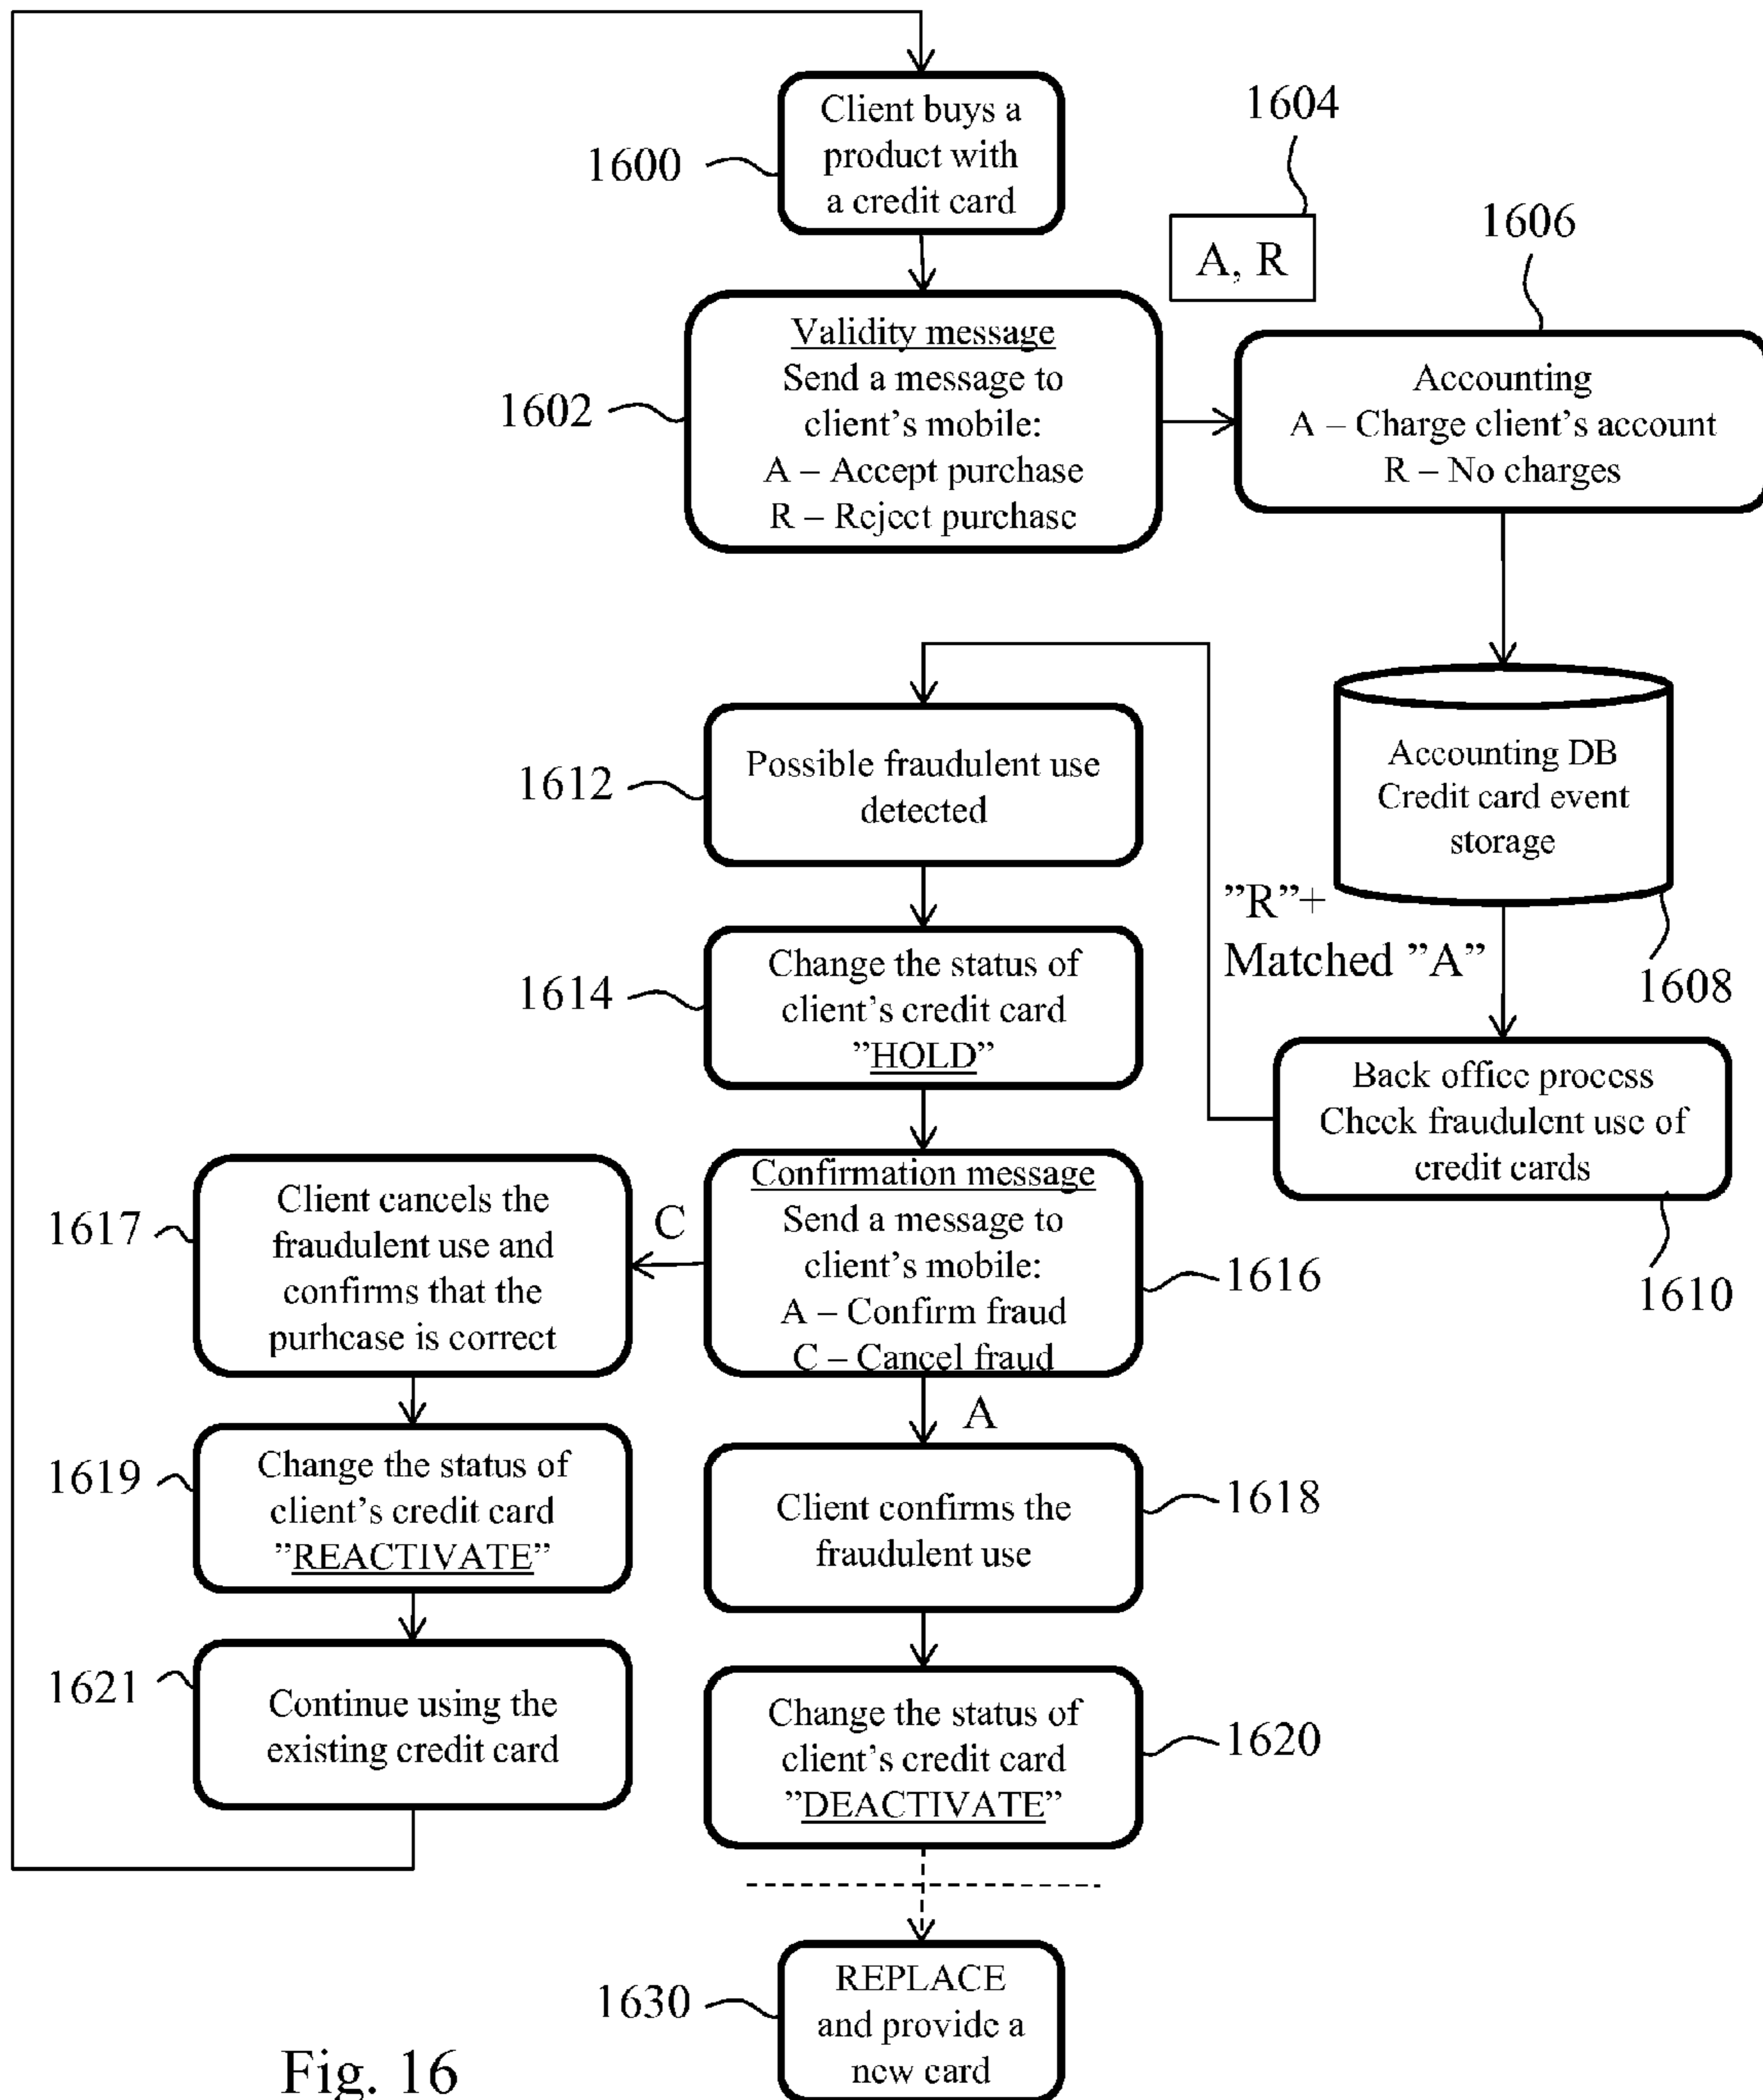 Client buys a
product with
a credit card
1600
1604
A, R
1606
Validity message
Send a message to
client's mobile:
A – Accept purchase
R – Reject purchase
1602
Accounting
A – Charge client's account
R – No charges
Accounting DB
Credit card event
storage
1608
Possible fraudulent use
detected
1612
"R"+
Matched "A"
Change the status of
client's credit card
"HOLD"
1614
Back office process
Check fraudulent use of
credit cards
1610
Confirmation message
Send a message to
client's mobile:
A – Confirm fraud
C – Cancel fraud
1616
C
Client cancels the
fraudulent use and
confirms that the
purhcase is correct
1617
A
Change the status of
client's credit card
"REACTIVATE"
1619
Client confirms the
fraudulent use
1618
Continue using the
existing credit card
1621
Change the status of
client's credit card
"DEACTIVATE"
1620
REPLACE
and provide a
new card
1630
Fig. 16